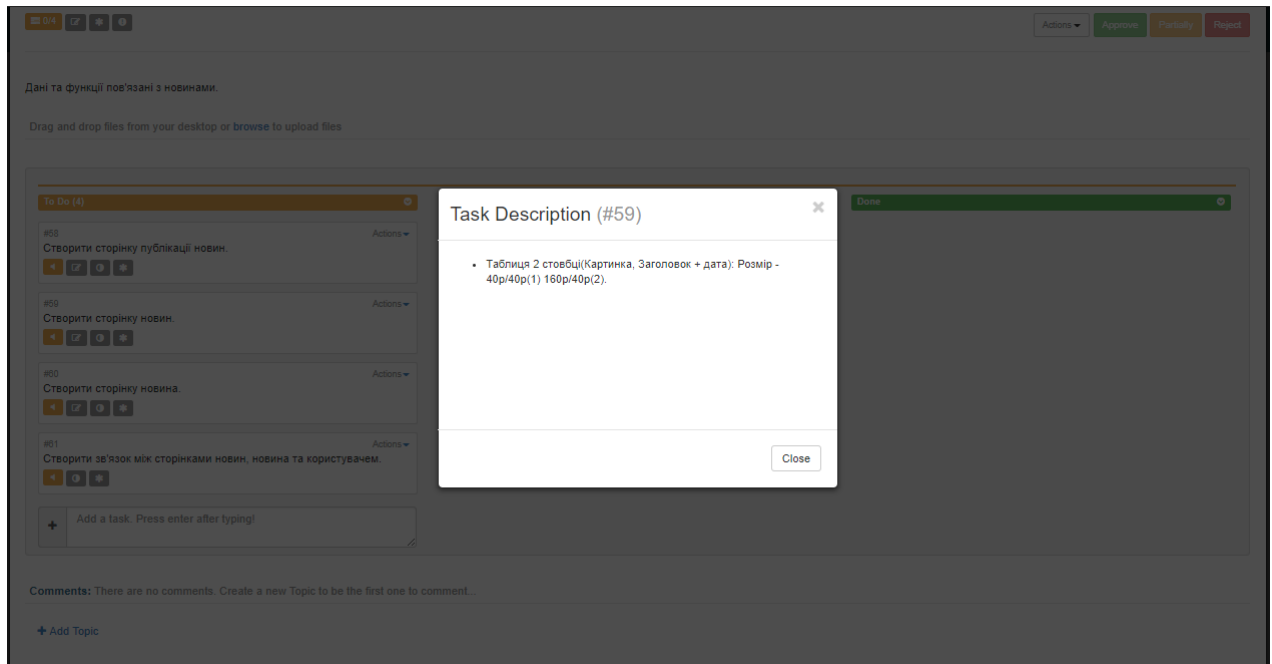 0/4
Actions Approve Partially Reject
Дані та функції пов'язані з новинами.
Drag and drop files from your desktop or browse to upload files
To Do (4)
Done
#58 Actions
Створити сторінку публікації новин.
#59 Actions
Створити сторінку новин.
#60 Actions
Створити сторінку новина.
#61 Actions
Створити зв'язок між сторінками новин, новина та користувачем.
Add a task. Press enter after typing!
Task Description (#59)
Таблиця 2 стовбці(Картинка, Заголовок + дата): Розмір -
40p/40p(1) 160p/40p(2).
Close
Comments: There are no comments. Create a new Topic to be the first one to comment...
Add Topic